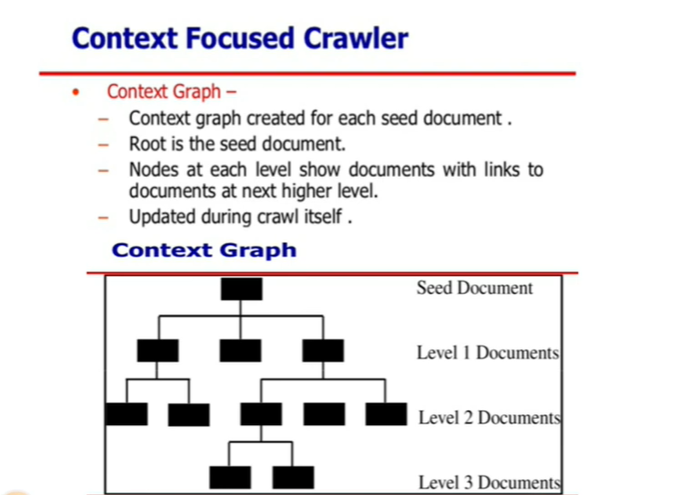 Context Focused Crawler
• Context Graph –
– Context graph created for each seed document .
– Root is the seed document.
– Nodes at each level show documents with links to
documents at next higher level.
– Updated during crawl itself .
Context Graph
Seed Document
Level 1 Documents
Level 2 Documents
Level 3 Documents